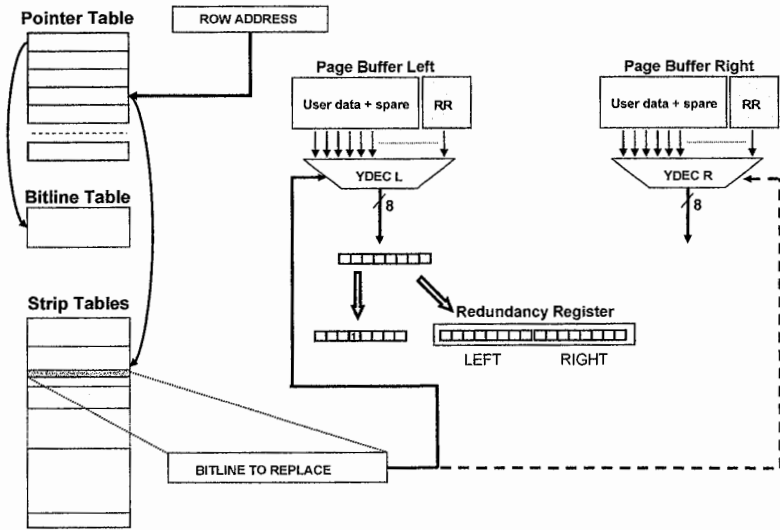 Pointer Table
ROW ADDRESS
Page Buffer Left
Page Buffer Right
User data + spare
RR
User data + spare
RR
YDEC L
YDEC R
8
8
Bitline Table
Strip Tables
Redundancy Register
1
LEFT
RIGHT
BITLINE TO REPLACE